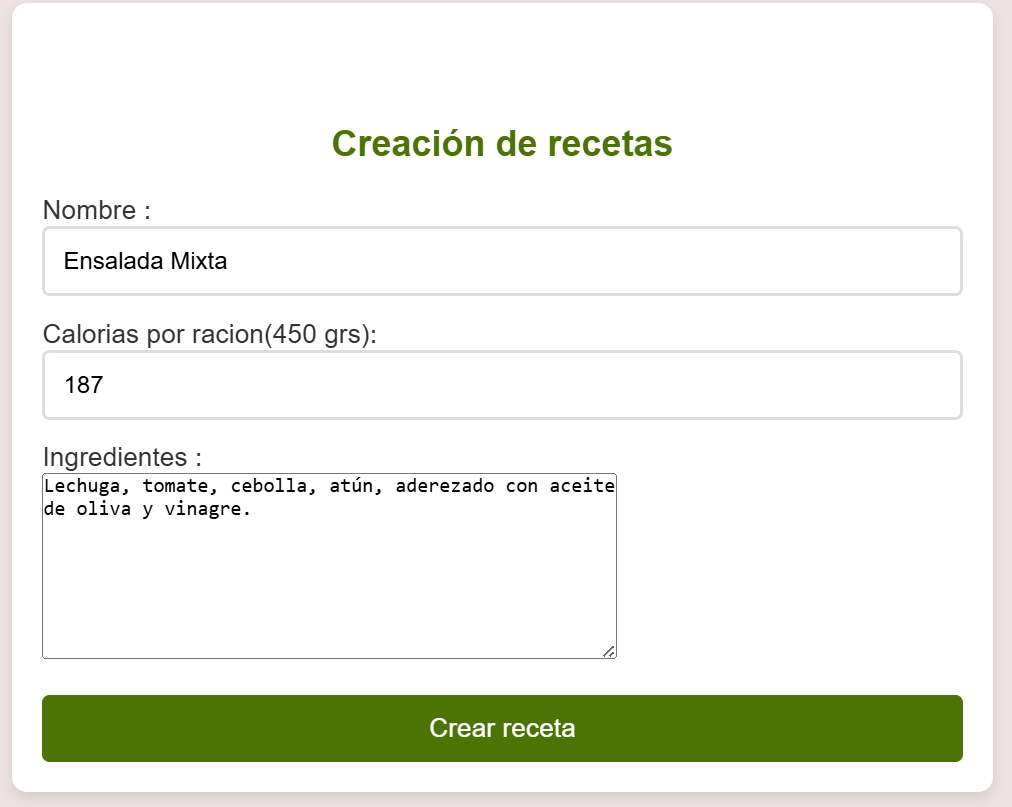 Creación de recetas
Nombre :
Ensalada Mixta
Calorias por racion(450 grs):
187
Ingredientes :
Lechuga, tomate, cebolla, atún, aderezado con aceite
de oliva y vinagre.
Crear receta